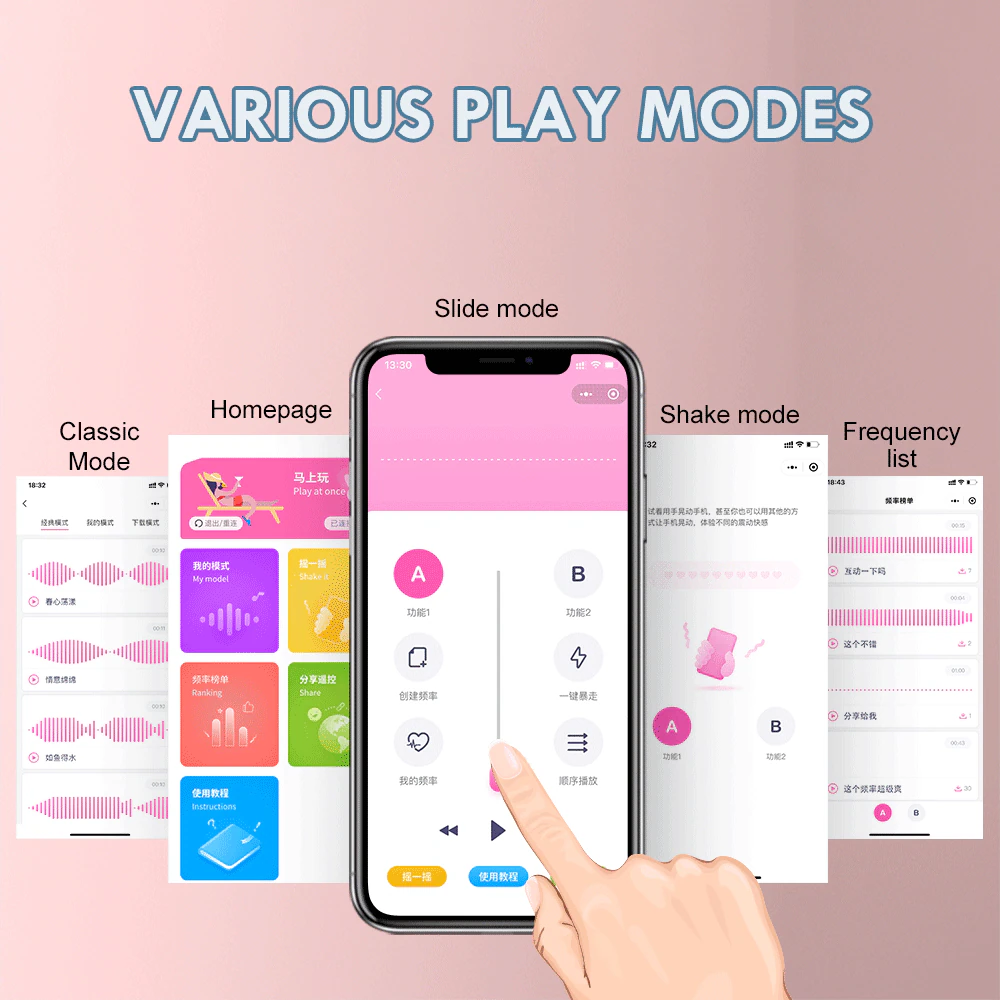 VARIOUS PLAY MODES
Slide mode
Homepage
Shake mode
Classic
Mode
Frequency
list
18:32
经典模式 我的模式 下载模式
00:10
春心荡漾
00:11
情意绵绵
00:10
如鱼得水
00:10
马上玩
Play at once
退出/重连
已连
我的模式
My model
摇一摇
Shake it
频率榜单
Ranking
分享遥控
Share
使用教程
Instructions
13:30
A
功能1
B
功能2
创建频率
一键暴走
我的频率
顺序播放
摇一摇
使用教程
:32
试着用手晃动手机，甚至你也可以用其他的方
式让手机晃动，体验不同的震动快感
A
功能1
B
功能2
18:43
频率榜单
00:15
互动一下吗
7
00:04
这个不错
2
01:00
分享给我
1
00:43
这个频率超级爽
30
A
B